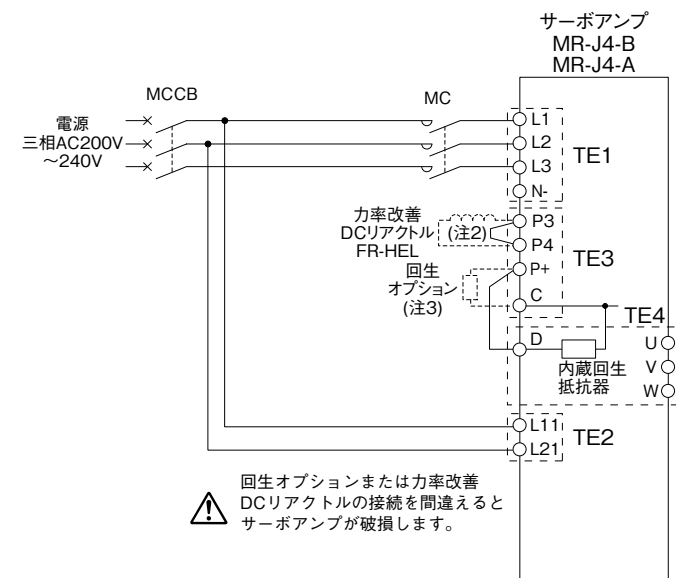 サーボアンプ
MR-J4-B
MR-J4-A
MCCB
MC
電源
三相AC200V
～240V
L1
L2
L3
N-
TE1
力率改善
DCリアクトル
FR-HEL
(注2)
P3
P4
P+
C
TE3
回生
オプション
(注3)
TE4
D
U
V
W
内蔵回生
抵抗器
L11
L21
TE2
回生オプションまたは力率改善
DCリアクトルの接続を間違えると
サーボアンプが破損します。